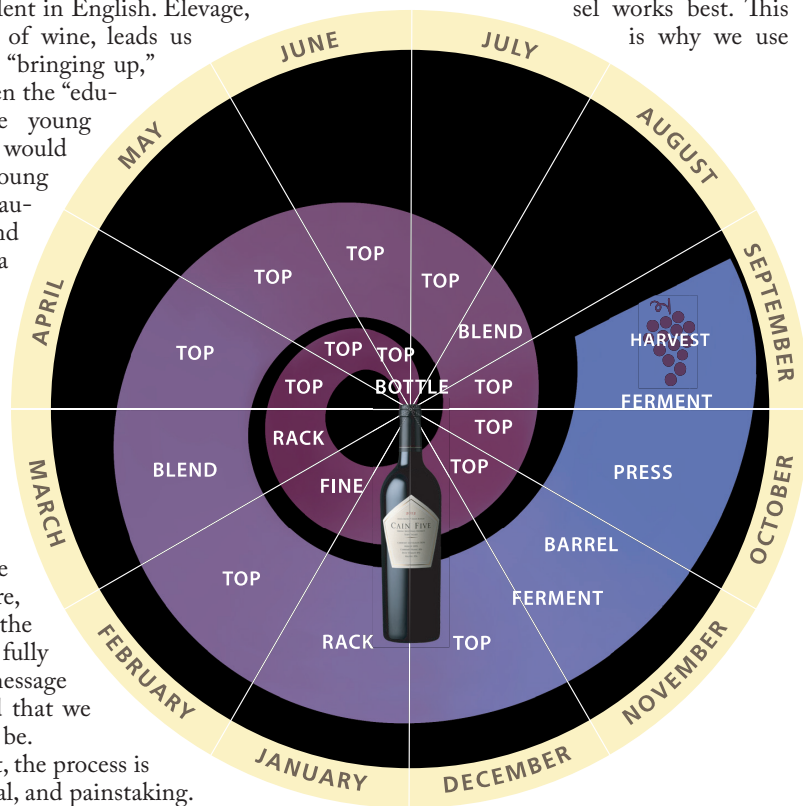 lent in English. Elevage,
of wine, leads us
“bringing up,”
en the “edu-
e young
would
oung
au-
nd
a
sel works best. This
is why we use
e
re,
the
fully
essage
d that we
be.
t, the process is
al, and painstaking.
JUNE
JULY
MAY
AUGUST
APRIL
SEPTEMBER
MARCH
OCTOBER
FEBRUARY
NOVEMBER
JANUARY
DECEMBER
HARVEST
FERMENT
PRESS
BARREL
FERMENT
TOP
RACK
TOP
BLEND
TOP
TOP
TOP
TOP
BLEND
TOP
TOP
TOP
FINE
RACK
TOP
TOP
TOP
BOTTLE
CAIN FIVE